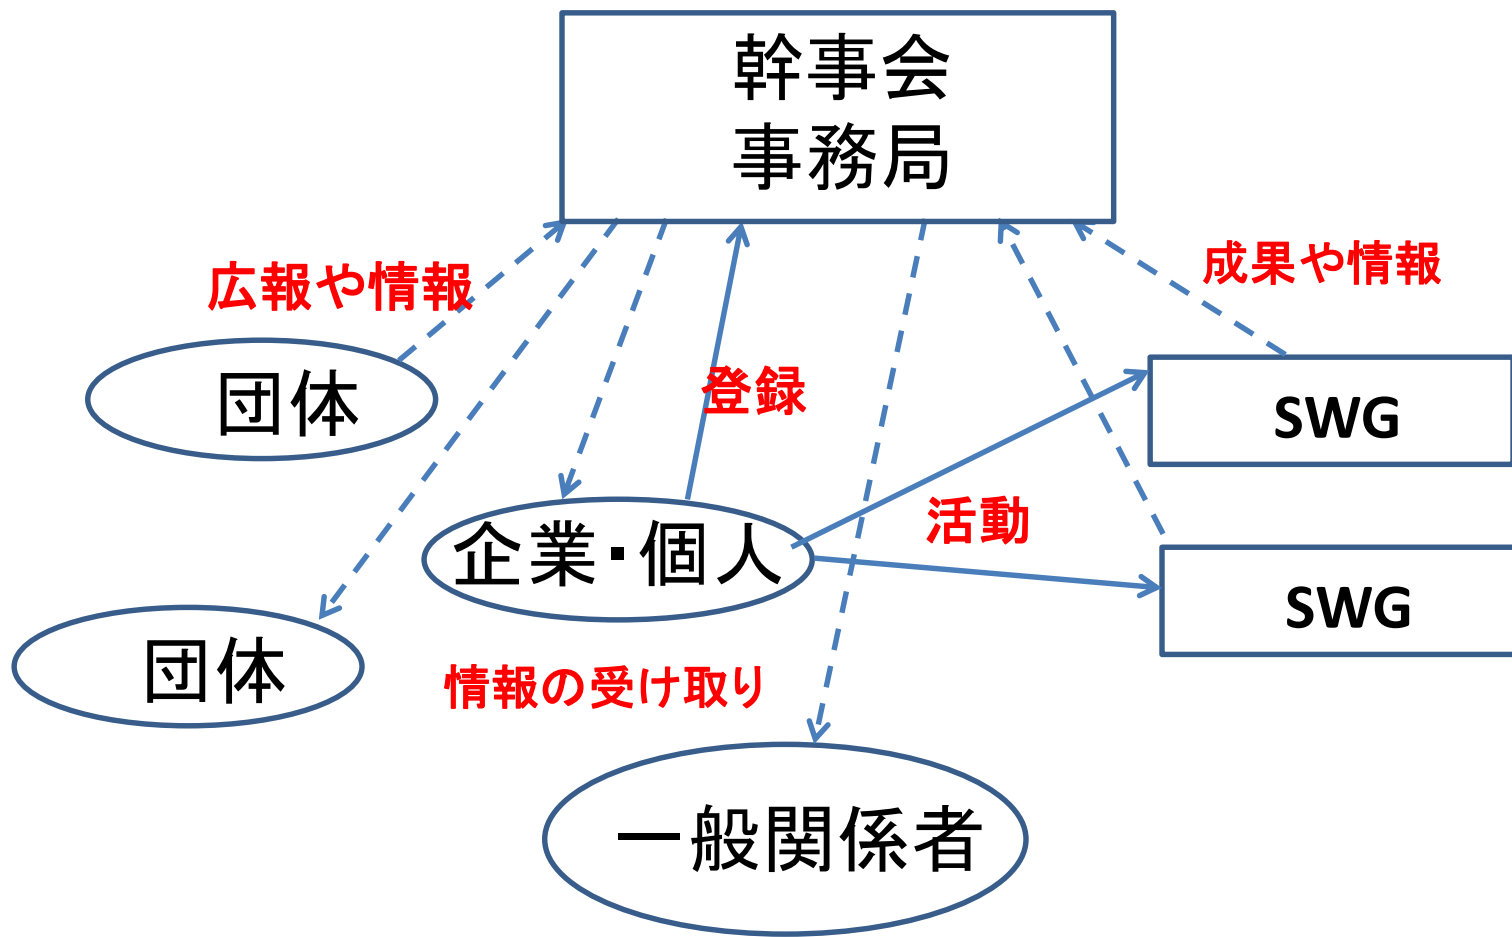 幹事会
事務局
広報や情報
成果や情報
団体
登録
SWG
企業・個人
活動
SWG
団体
情報の受け取り
一般関係者